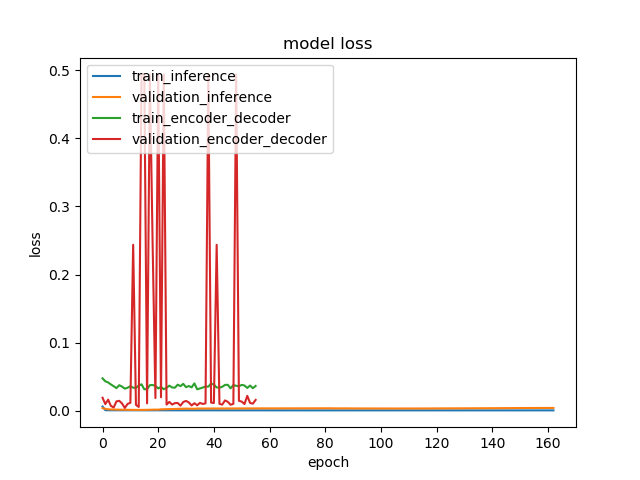 model loss
train_inference
validation_inference
train_encoder_decoder
validation_encoder_decoder
0.5
0.4
0.3
0.2
0.1
0.0
loss
0 20 40 60 80 100 120 140 160
epoch